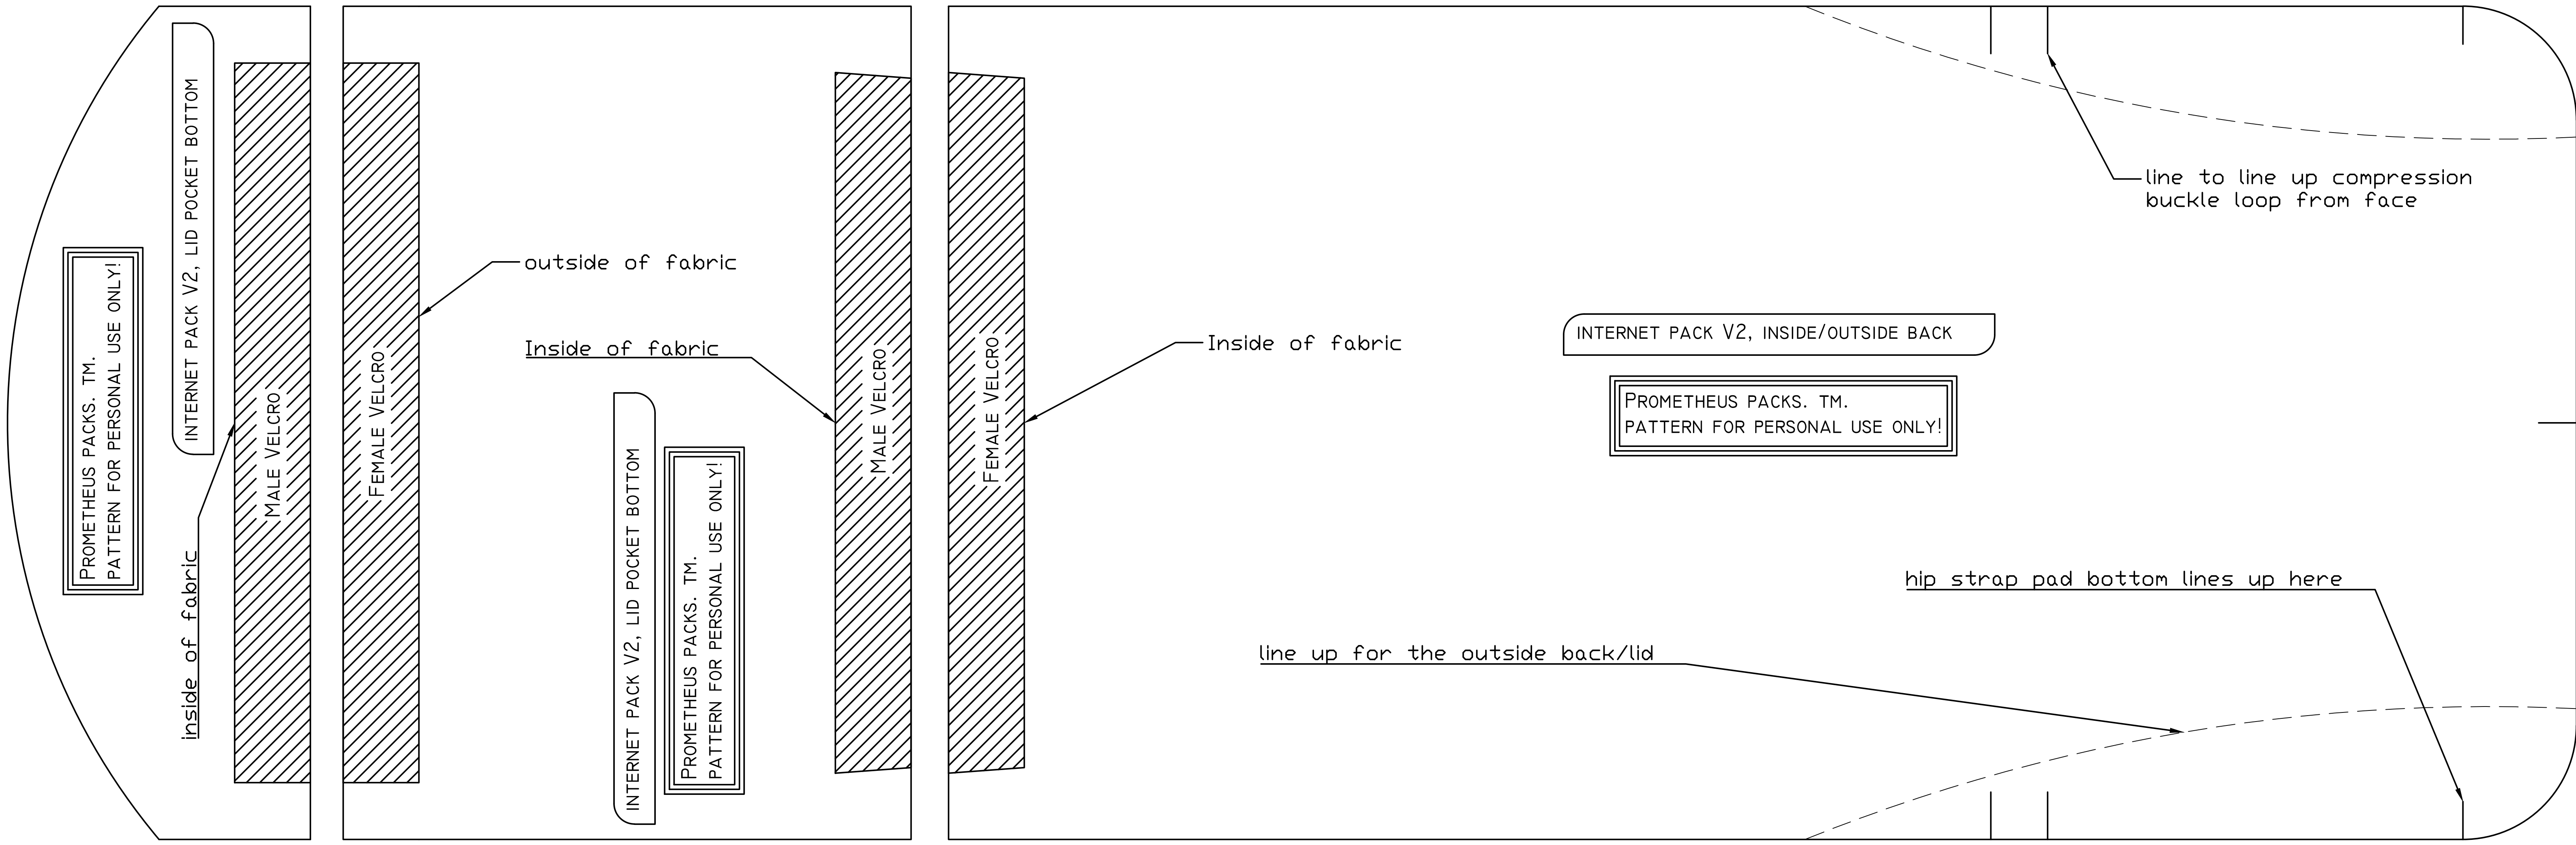 INTERNET PACK V2, LID POCKET BOTTOM
PROMETHEUS PACKS. TM.
PATTERN FOR PERSONAL USE ONLY!
inside of fabric
MALE VELCRO
FEMALE VELCRO
outside of fabric
Inside of fabric
INTERNET PACK V2, LID POCKET BOTTOM
PROMETHEUS PACKS. TM.
PATTERN FOR PERSONAL USE ONLY!
MALE VELCRO
FEMALE VELCRO
Inside of fabric
INTERNET PACK V2, INSIDE/OUTSIDE BACK
PROMETHEUS PACKS. TM.
PATTERN FOR PERSONAL USE ONLY!
line to line up compression
buckle loop from face
hip strap pad bottom lines up here
line up for the outside back/lid